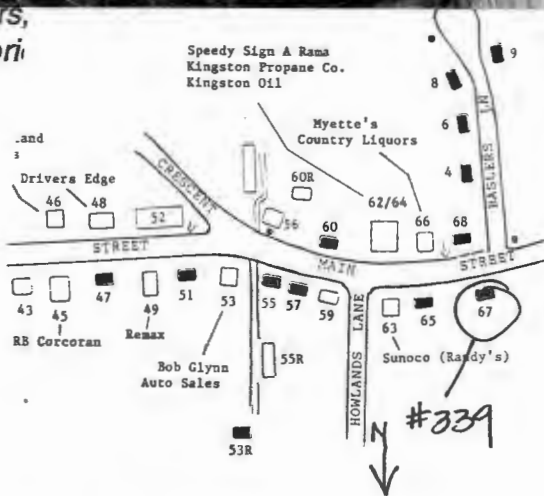 rs,
ori
Speedy Sign A Rama
Kingston Propane Co.
Kingston Oil
Myette's
Country Liquors
and
s
Drivers Edge
46
48
52
CRESCENT
56
60R
60
62/64
66
68
4
6
8
9
HASLERS LN
STREET
MAIN
STREET
43
45
47
49
51
53
55
57
59
63
65
67
RB Corcoran
Remax
Bob Glynn
Auto Sales
55R
53R
HOWLANDS LANE
Sunoco (Randy's)
#339
N